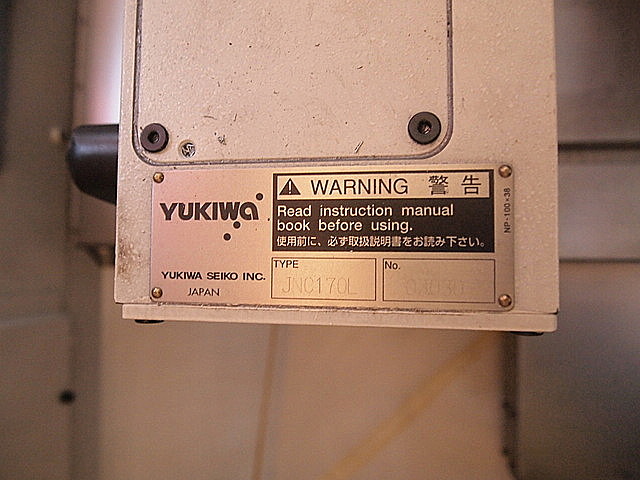 YUKIWA
YUKIWA SEIKO INC.
JAPAN
WARNING 警告
Read instruction manual
book before using.
使用前に、必ず取扱説明書をお読み下さい。
TYPE
JNC170L
No.
NP-100×38